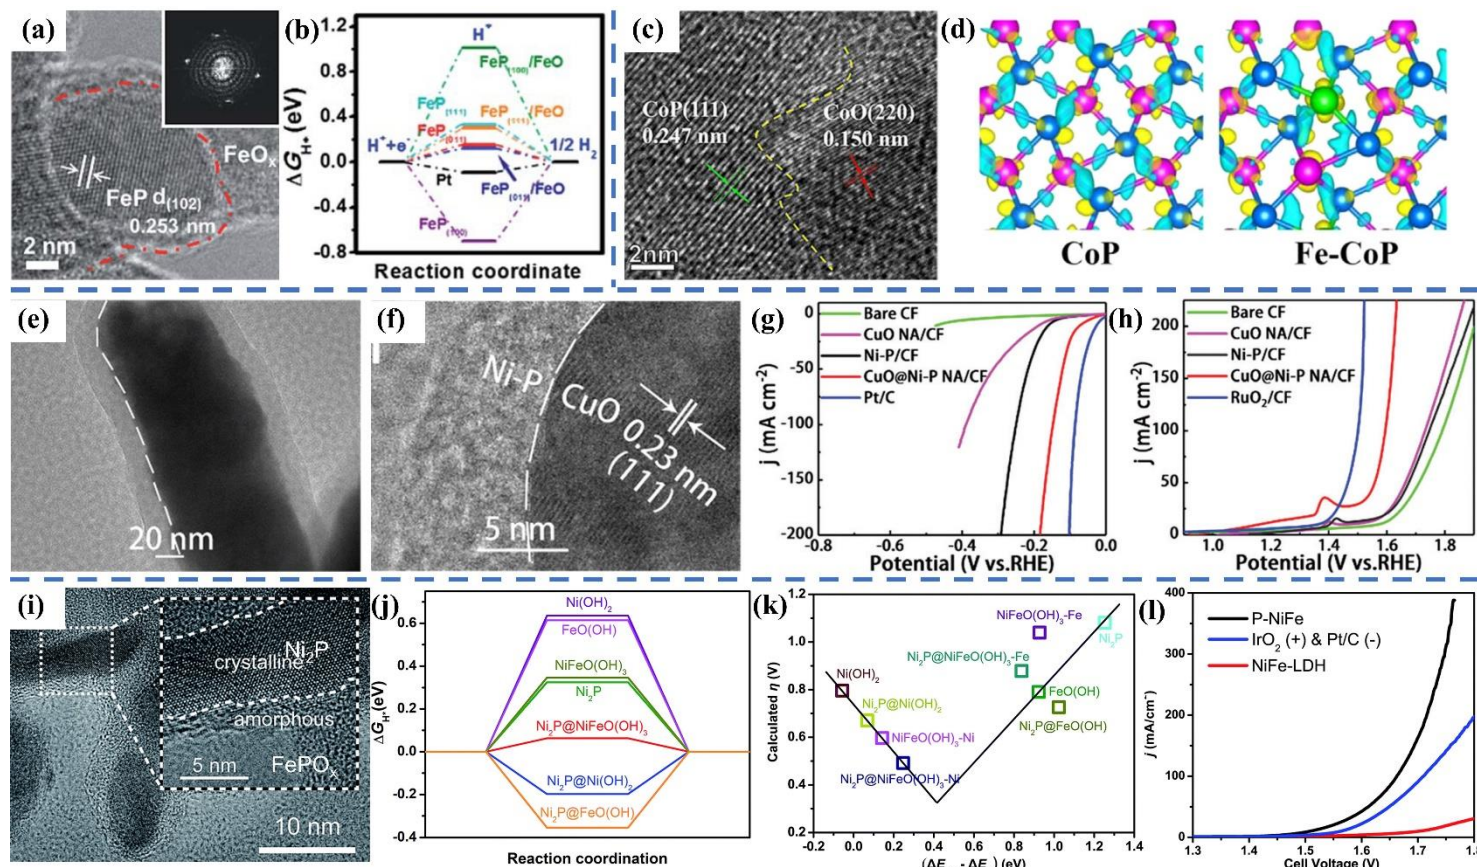 (a)
FeOₓ
FeP d(102)
0.253 nm
2 nm
(b)
ΔG_H* (eV)
1.2
0.8
0.4
0.0
-0.4
-0.8
H*
FeP(100)/FeO
FeP(111)
FeP(111)/FeO
FeP(011)
H⁺+e
1/2 H₂
Pt
FeP(011)/FeO
FeP(100)
Reaction coordinate
(c)
CoP(111)
0.247 nm
CoO(220)
0.150 nm
2nm
(d)
CoP
Fe-CoP
(e)
20 nm
(f)
Ni-P
CuO 0.23 nm
(111)
5 nm
(g)
Bare CF
CuO NA/CF
Ni-P/CF
CuO@Ni-P NA/CF
Pt/C
j (mA cm⁻²)
0
-50
-100
-150
-200
-0.8
-0.6
-0.4
-0.2
0.0
Potential (V vs.RHE)
(h)
Bare CF
CuO NA/CF
Ni-P/CF
CuO@Ni-P NA/CF
RuO₂/CF
j (mA cm⁻²)
200
150
100
50
0
1.0
1.2
1.4
1.6
1.8
Potential (V vs.RHE)
(i)
Ni₂P
crystalline
amorphous
5 nm
FePOₓ
10 nm
(j)
ΔG_H* (eV)
0.6
0.4
0.2
0.0
-0.2
-0.4
Ni(OH)₂
FeO(OH)
NiFeO(OH)₃
Ni₂P
Ni₂P@NiFeO(OH)₃
Ni₂P@Ni(OH)₂
Ni₂P@FeO(OH)
Reaction coordination
(k)
Calculated η (V)
1.2
1.0
0.8
0.6
0.4
0.2
NiFeO(OH)₃-Fe
Ni₂P
Ni₂P@NiFeO(OH)₃-Fe
Ni(OH)₂
FeO(OH)
Ni₂P@Ni(OH)₂
Ni₂P@FeO(OH)
NiFeO(OH)₃-Ni
Ni₂P@NiFeO(OH)₃-Ni
-0.2
0.0
0.2
0.4
0.6
0.8
1.0
1.2
1.4
(ΔE - ΔE ) (eV)
(l)
P-NiFe
IrO₂ (+) & Pt/C (-)
NiFe-LDH
j (mA/cm⁻)
400
300
200
100
0
1.3
1.4
1.5
1.6
1.7
1.8
Cell Voltage (V)